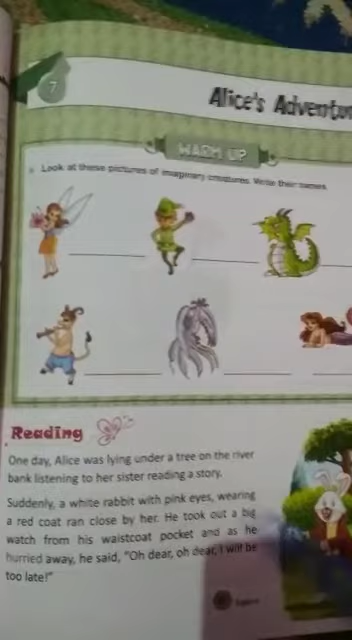 7
Alice's Adventu
WARM UP
Look at these pictures of imaginary creatures. Write their names
Reading
One day, Alice was lying under a tree on the river
bank listening to her sister reading a story.
Suddenly, a white rabbit with pink eyes, wearing
a red coat ran close by her. He took out a big
watch from his waistcoat pocket and as he
hurried away, he said, "Oh dear, oh dear, I will be
too late!"